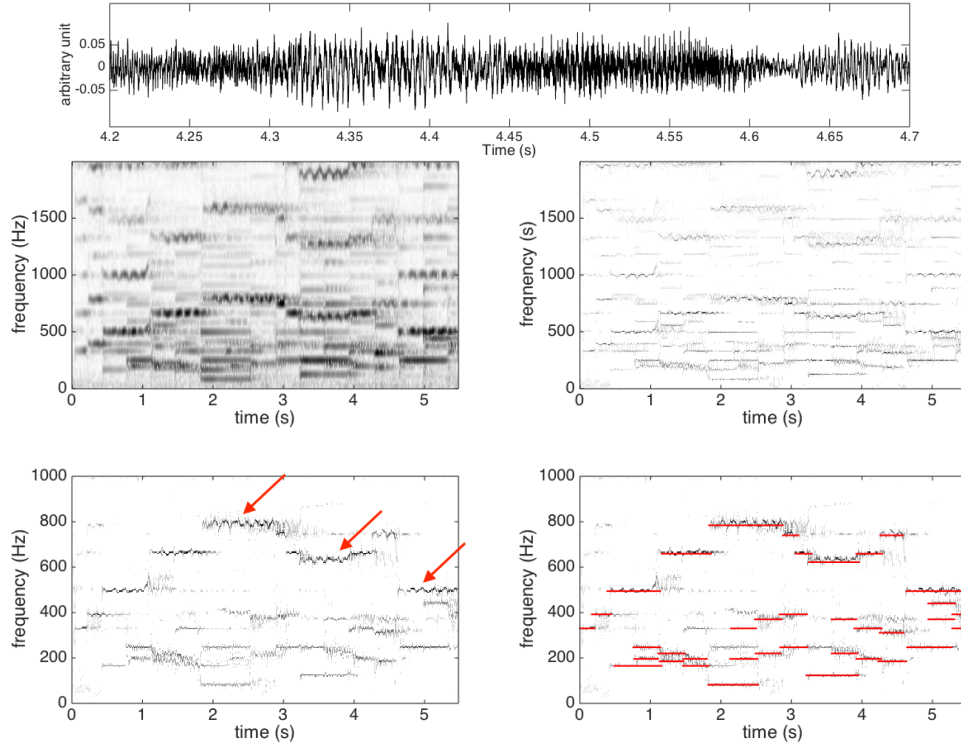 arbitrary unit
0.05
0
-0.05
4.2 4.25 4.3 4.35 4.4 4.45 4.5 4.55 4.6 4.65 4.7
Time (s)
frequency (Hz)
1500
1000
500
0
0 1 2 3 4 5
time (s)
freqnency (s)
1500
1000
500
0
0 1 2 3 4 5
time (s)
frequency (Hz)
1000
800
600
400
200
0
0 1 2 3 4 5
time (s)
frequency (Hz)
1000
800
600
400
200
0
0 1 2 3 4 5
time (s)